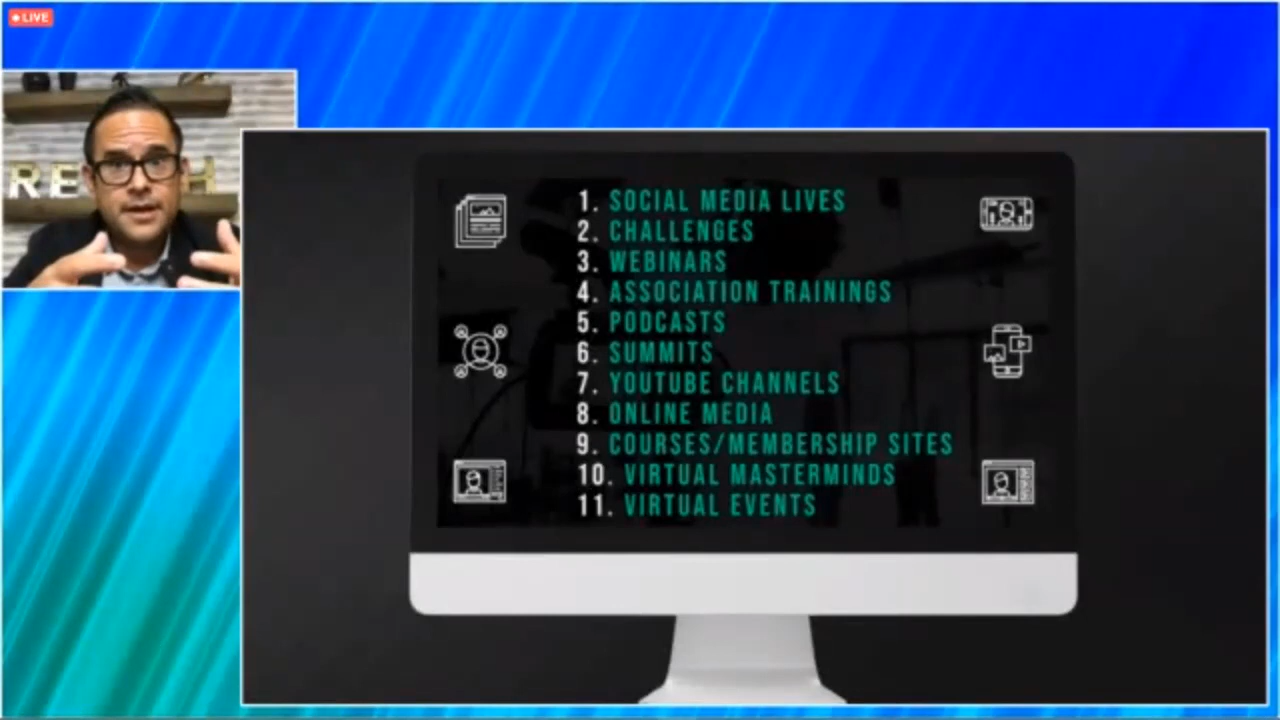 LIVE
1. SOCIAL MEDIA LIVES
2. CHALLENGES
3. WEBINARS
4. ASSOCIATION TRAININGS
5. PODCASTS
6. SUMMITS
7. YOUTUBE CHANNELS
8. ONLINE MEDIA
9. COURSES/MEMBERSHIP SITES
10. VIRTUAL MASTERMINDS
11. VIRTUAL EVENTS